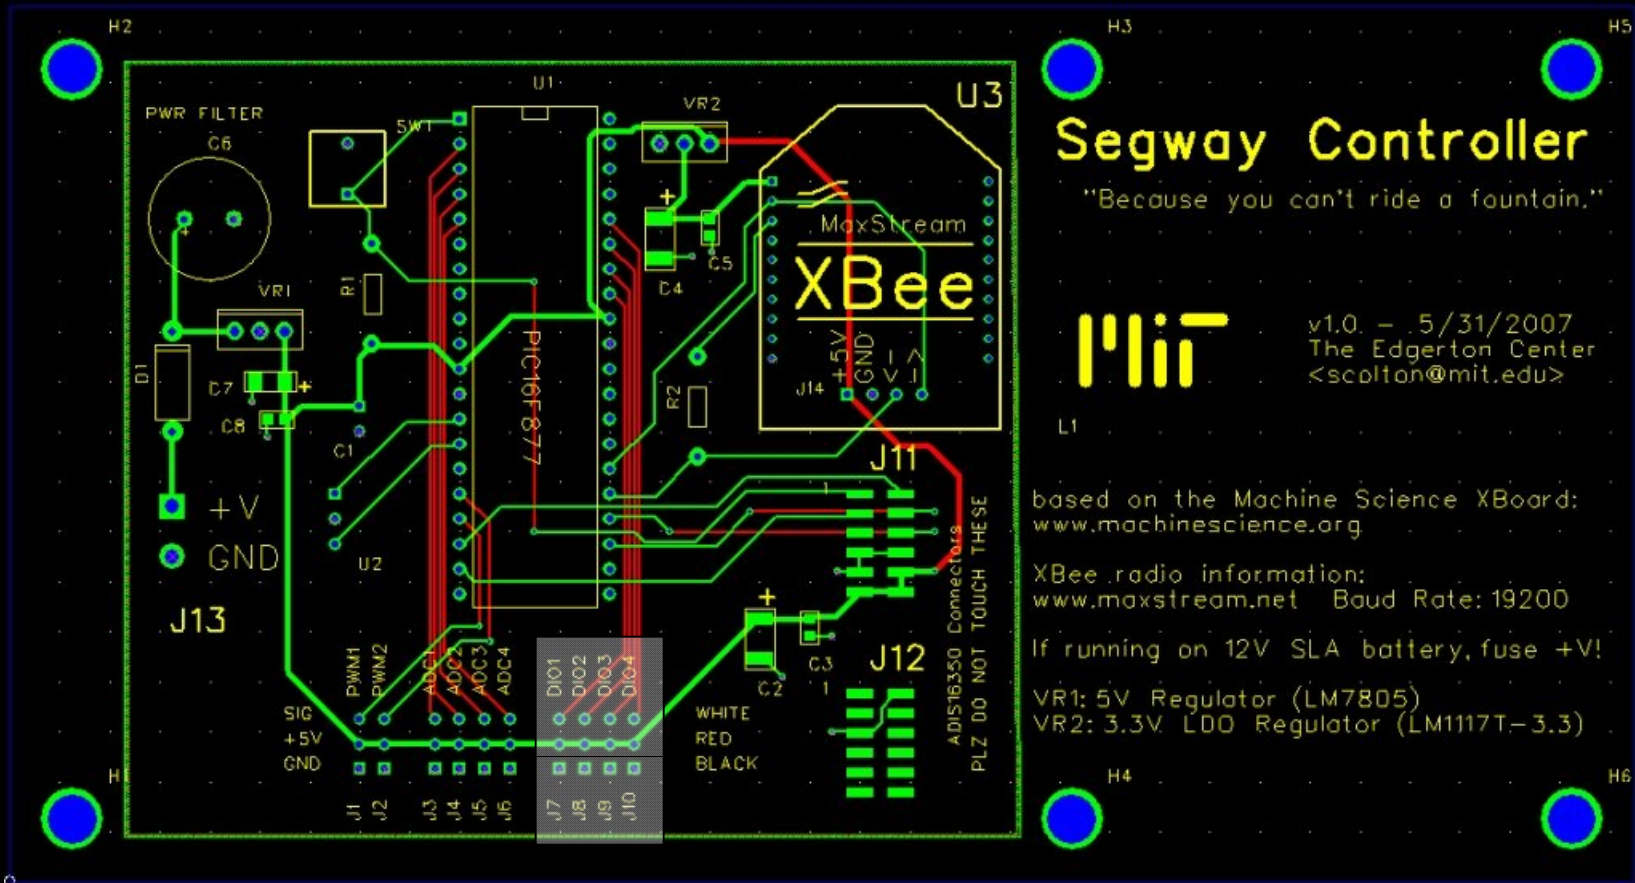 H2
H3
H5
U1
VR2
U3
PWR FILTER
SW1
C6
Segway Controller
"Because you can't ride a fountain."
+
MaxStream
XBee
C5
C4
R1
VR1
+5V
GND
J14
MIT
v1.0 - 5/31/2007
The Edgerton Center
<scolton@mit.edu>
L1
PIC16F877
D1
C7
+
C8
C1
R2
J11
1
+V
GND
J13
U2
based on the Machine Science XBoard:
www.machinescience.org
XBee radio information:
www.maxstream.net Baud Rate: 19200
If running on 12V SLA battery, fuse +V!
VR1: 5V Regulator (LM7805)
VR2: 3.3V LDO Regulator (LM1117T-3.3)
ADIS16350 Connectors
PLZ DO NOT TOUCH THESE
+
C3
C2
J12
1
PWM1
PWM2
ADC1
ADC2
ADC3
ADC4
DIO1
DIO2
DIO3
DIO4
SIG
+5V
GND
WHITE
RED
BLACK
J1
J2
J3
J4
J5
J6
J7
J8
J9
J10
H
H4
H6